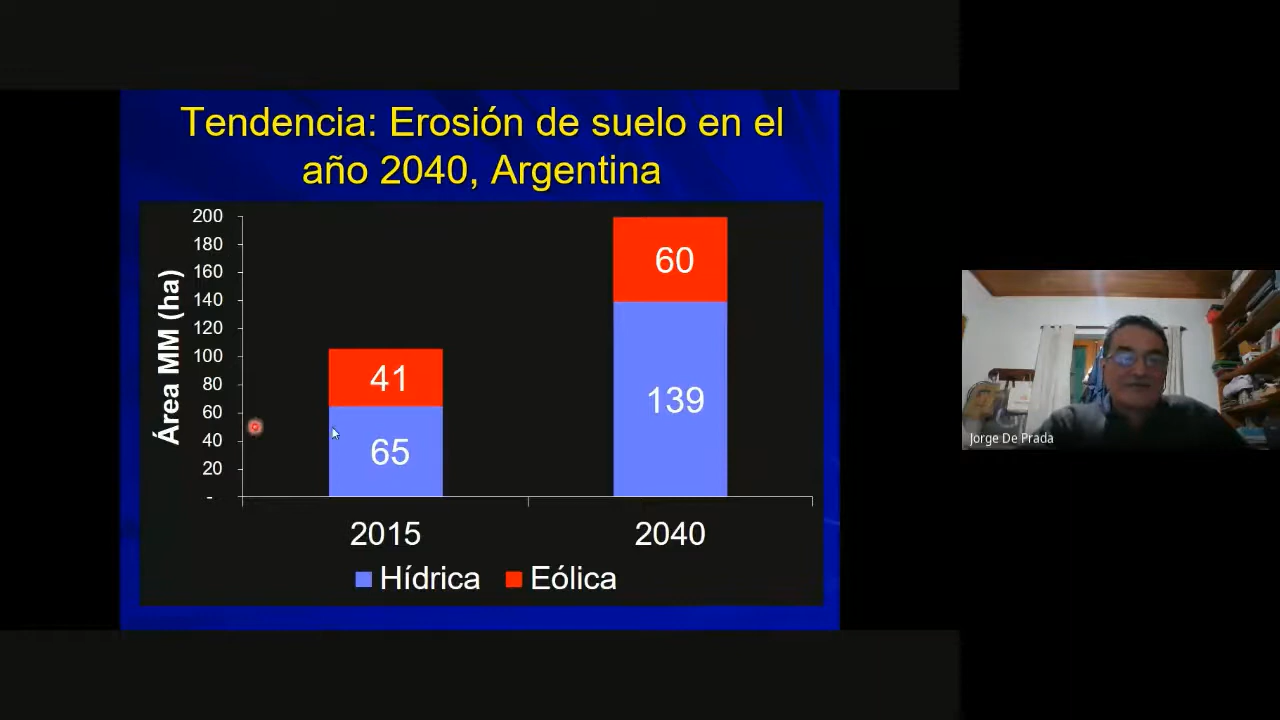 Tendencia: Erosión de suelo en el
año 2040, Argentina
Área MM (ha)
200
180
160
140
120
100
80
60
40
20
-
41
65
60
139
2015
2040
Hídrica
Eólica
Jorge De Prada